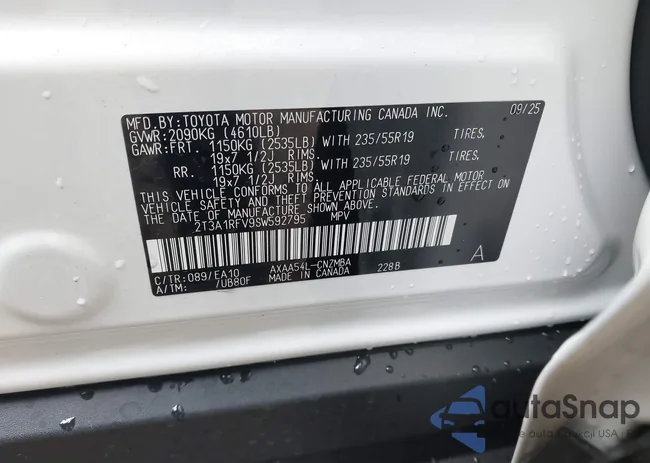 MFD.BY:TOYOTA MOTOR MANUFACTURING CANADA INC. 09/25
GVWR:2090KG (4610LB)
GAWR:FRT. 1150KG (2535LB) WITH 235/55R19 TIRES.
19x7 1/2J RIMS.
RR. 1150KG (2535LB) WITH 235/55R19 TIRES.
19x7 1/2J RIMS.
THIS VEHICLE CONFORMS TO ALL APPLICABLE FEDERAL MOTOR
VEHICLE SAFETY AND THEFT PREVENTION STANDARDS IN EFFECT ON
THE DATE OF MANUFACTURE SHOWN ABOVE.
2T3A1RFV9SW592795 MPV
A
C/TR:089/EA10 AXAA54L-CNZMBA 228B
A/TM: 7UB80F MADE IN CANADA
autoSnap
USA